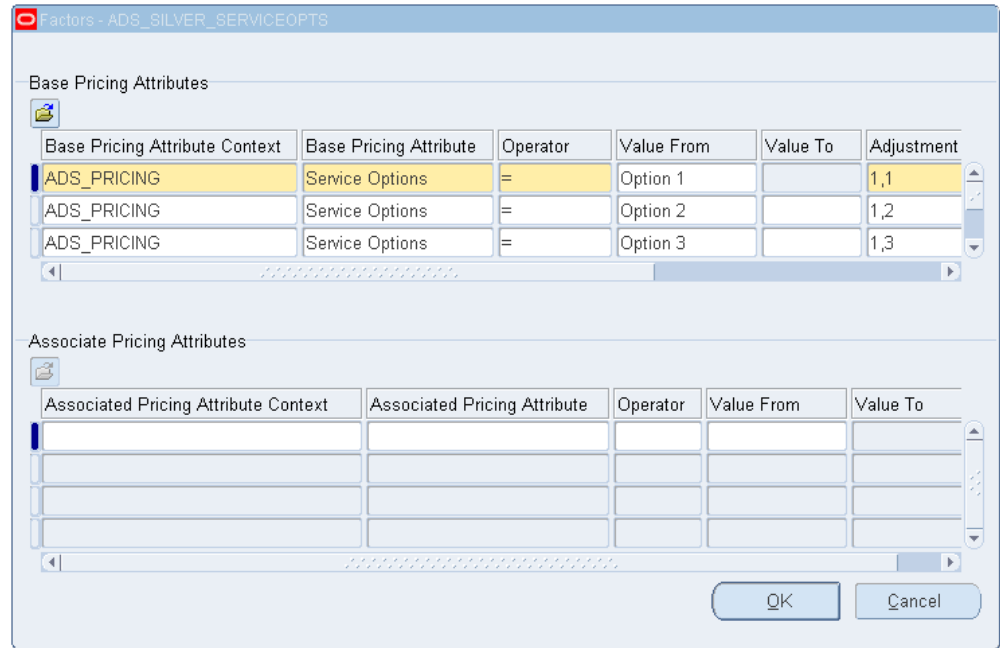 Factors - ADS_SILVER_SERVICEOPTS
Base Pricing Attributes
Base Pricing Attribute Context Base Pricing Attribute Operator Value From Value To Adjustment
ADS_PRICING Service Options = Option 1 1,1
ADS_PRICING Service Options = Option 2 1,2
ADS_PRICING Service Options = Option 3 1,3
Associate Pricing Attributes
Associated Pricing Attribute Context Associated Pricing Attribute Operator Value From Value To
OK Cancel